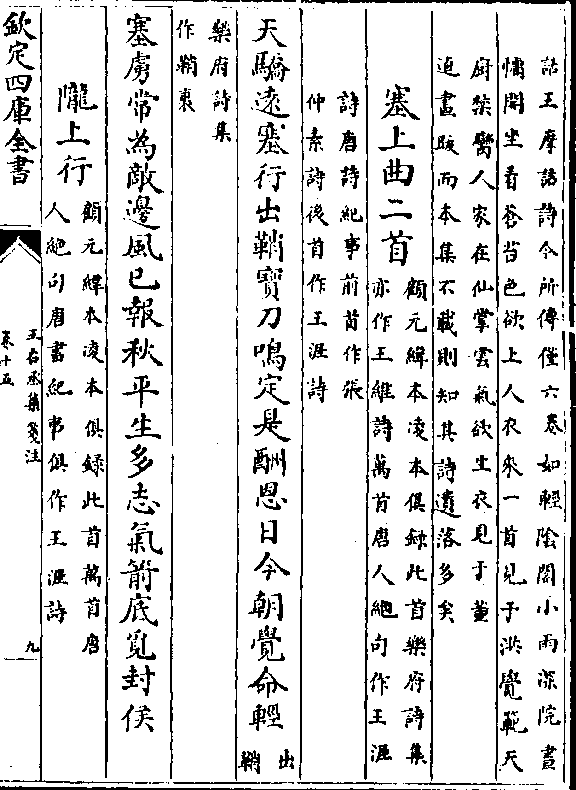 詰王摩詰詩今所傳僅六卷如輕陰閣小雨深院晝
慵開坐看蒼苔色欲上人衣來一首見于洪覺範天
厨禁臠人家在仙掌雲氣欲生衣見于董
逌畫跋而本集不載則知其詩遺落多矣
塞上曲二首
顧元緯本凌本俱録此首樂府詩集
亦作王維詩萬首唐人絶句作王涯
詩唐詩紀事前首作張
仲素詩後首作王涯詩
天驕遠塞行出鞘寶刀鳴定是酬恩日今朝覺命輕
出
鞘
樂府詩集
作鞘裏
塞虜常為敵邊風已報秋平生多志氣箭底覓封侯
隴上行
顧元緯本凌本俱録此首萬首唐
人絶句唐書紀事俱作王涯詩
欽定四庫全書
王右丞集箋注
卷十五
九